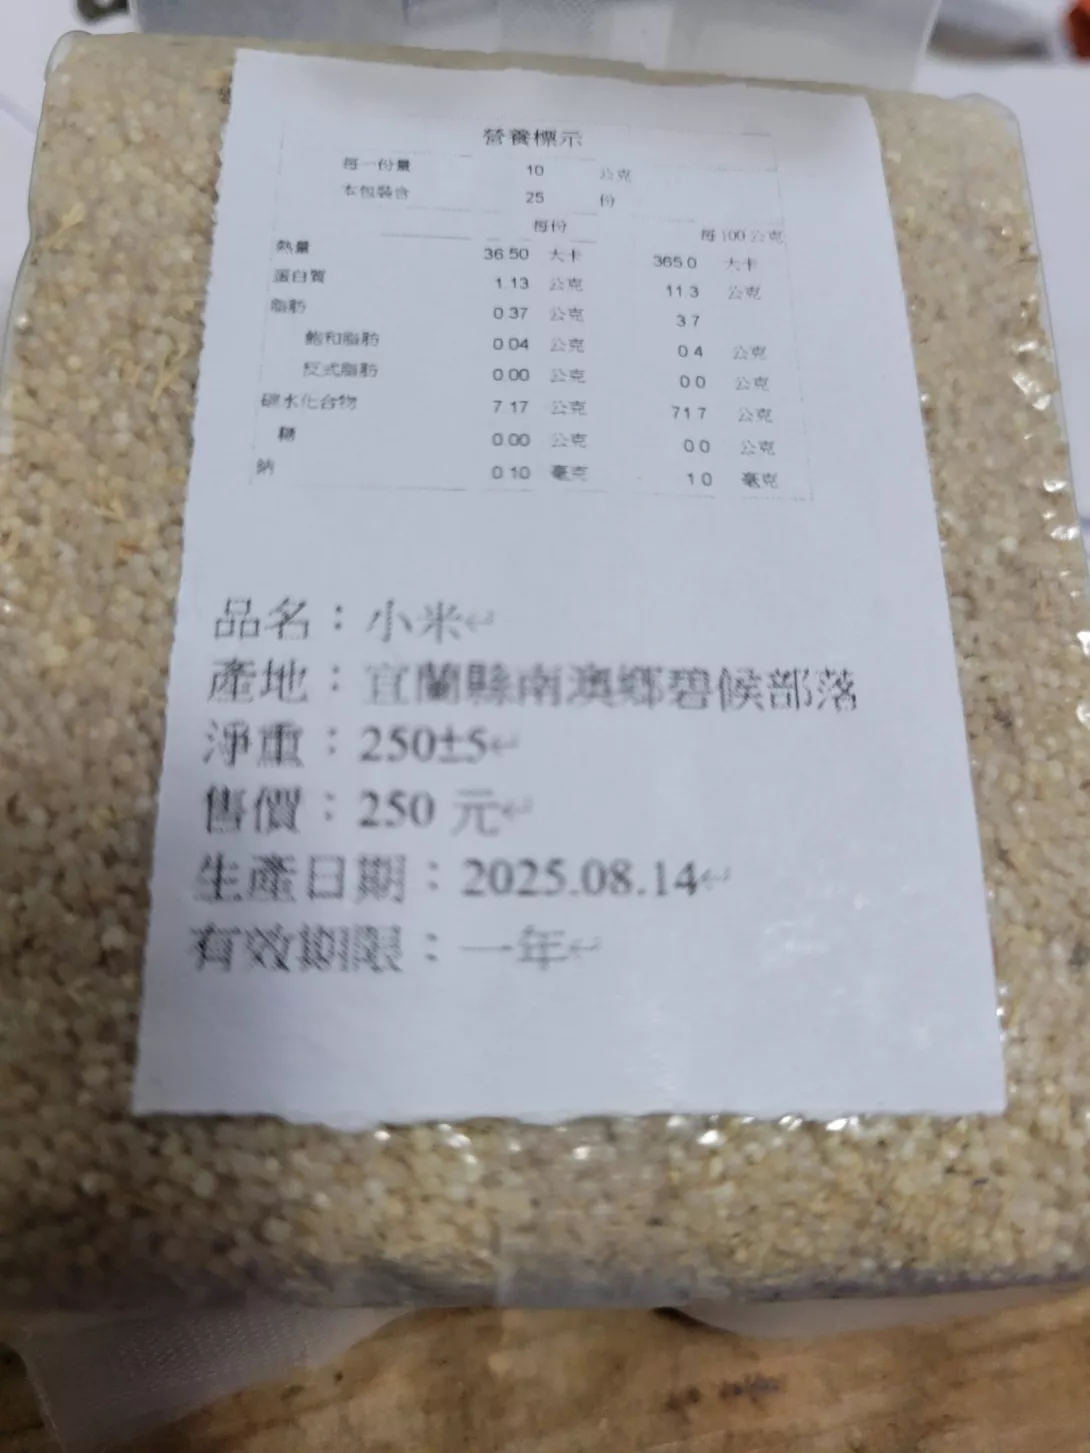 營養標示
每一份量 10 公克
本包裝含 25 份
每份 每100公克
熱量 36.50 大卡 365.0 大卡
蛋白質 1.13 公克 11.3 公克
脂肪 0.37 公克 3.7
飽和脂肪 0.04 公克 0.4 公克
反式脂肪 0.00 公克 0.0 公克
碳水化合物 7.17 公克 71.7 公克
糖 0.00 公克 0.0 公克
鈉 0.10 毫克 1.0 毫克
品名：小米↵
產地：宜蘭縣南澳鄉碧候部落
淨重：250±5↵
售價：250 元↵
生產日期：2025.08.14↵
有效期限：一年↵